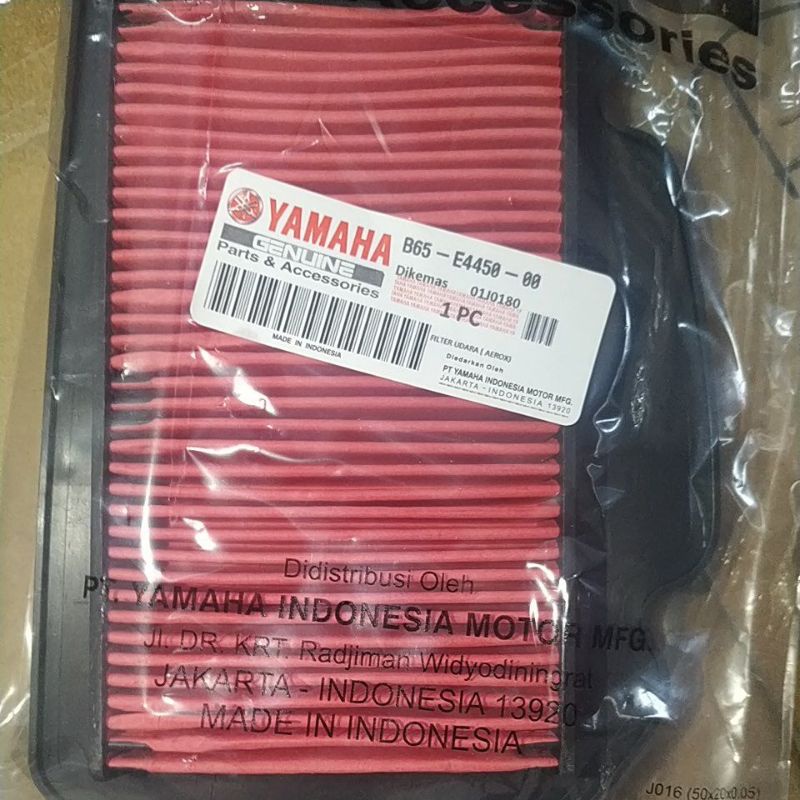 Accessories
YAMAHA
GENUINE
Parts & Accessories
B65-E4450-00
Dikemas 01J0180
1 PC
MADE IN INDONESIA
FILTER UDARA ( AEROX)
Diedarkan Oleh
PT YAMAHA INDONESIA MOTOR MFG.
JAKARTA - INDONESIA 13920
Didistribusi Oleh
PT. YAMAHA INDONESIA MOTOR MFG.
Jl. DR. KRT. Radjiman Widyodiningrat
JAKARTA - INDONESIA 13920
MADE IN INDONESIA
J016 (50x20x0.05)